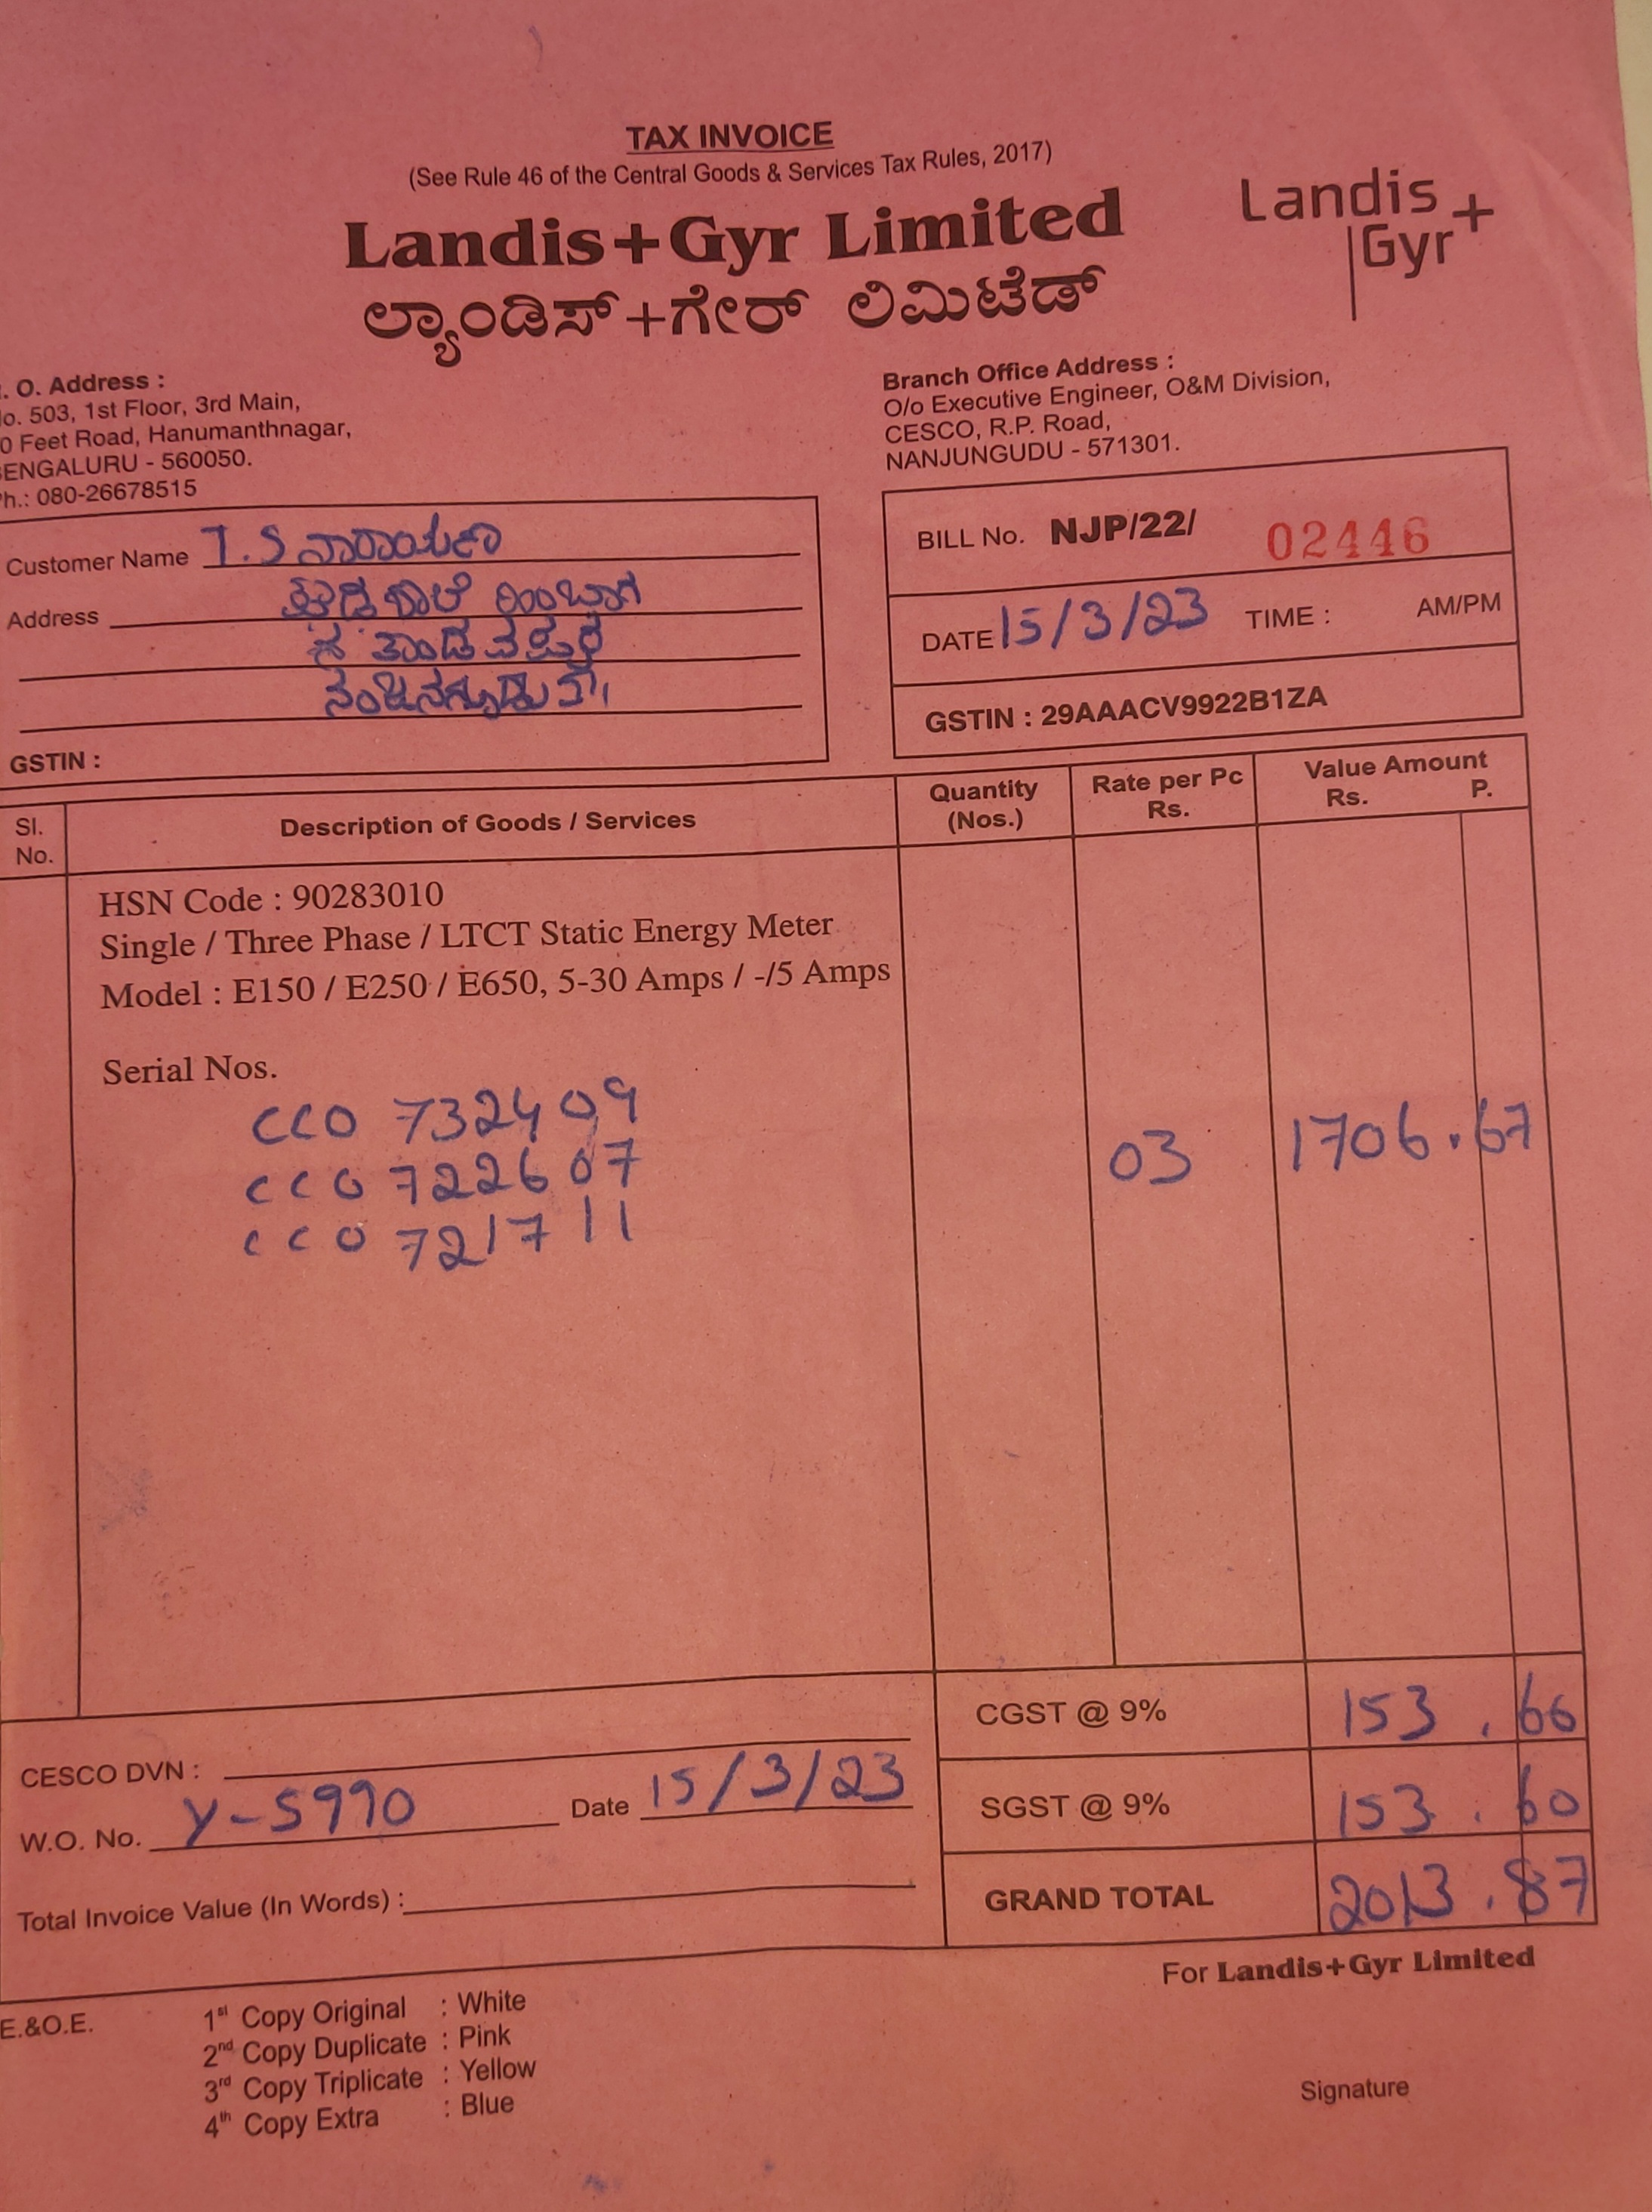 TAX INVOICE
(See Rule 46 of the Central Goods & Services Tax Rules, 2017)
Landis+Gyr Limited
Landis
Gyr+
ಲ್ಯಾಂಡಿಸ್+ಗೇರ್ ಲಿಮಿಟೆಡ್
. O. Address :
o. 503, 1st Floor, 3rd Main,
0 Feet Road, Hanumanthnagar,
ENGALURU - 560050.
h.: 080-26678515
Branch Office Address :
O/o Executive Engineer, O&M Division,
CESCO, R.P. Road,
NANJUNGUDU - 571301.
Customer Name T.S ನಾರಾಯಣ
Address
GSTIN :
BILL No. NJP/22/ 02446
DATE 15/3/23 TIME : AM/PM
GSTIN : 29AAACV9922B1ZA
Sl. No.
Description of Goods / Services
Quantity (Nos.)
Rate per Pc Rs.
Value Amount
Rs. P.
HSN Code : 90283010
Single / Three Phase / LTCT Static Energy Meter
Model : E150 / E250 / E650, 5-30 Amps / -/5 Amps
Serial Nos.
CCO 732409
CCO 722607 03 1706.67
CCO 721711
CGST @ 9% 153.66
SGST @ 9% 153.60
GRAND TOTAL 2013.87
CESCO DVN :
W.O. No. Y-5990 Date 15/3/23
Total Invoice Value (In Words) :
For Landis+Gyr Limited
E.&O.E.
1st Copy Original : White
2nd Copy Duplicate : Pink
3rd Copy Triplicate : Yellow
4th Copy Extra : Blue
Signature